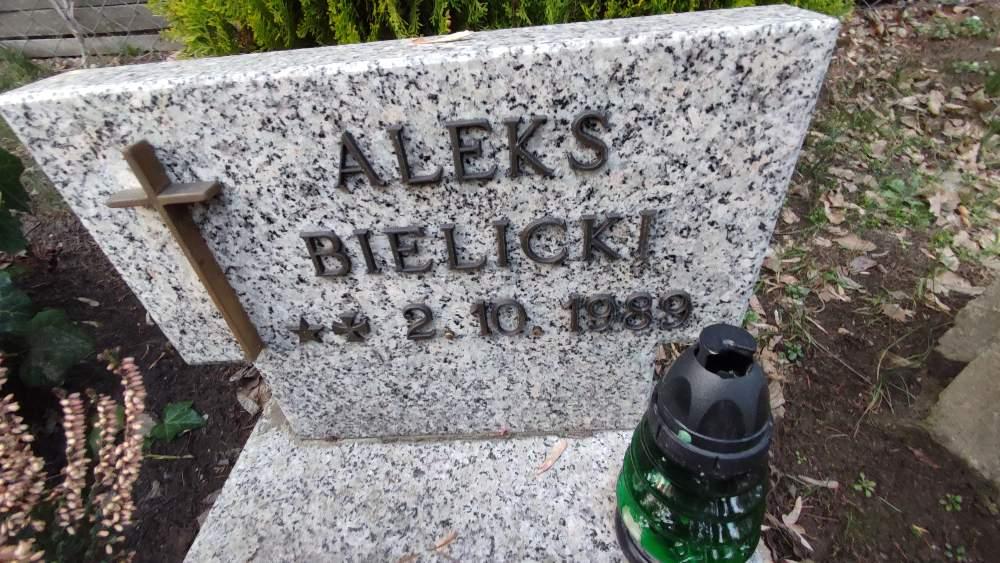 ALEKS
BIELICKI
★✠ 2. 10. 1989